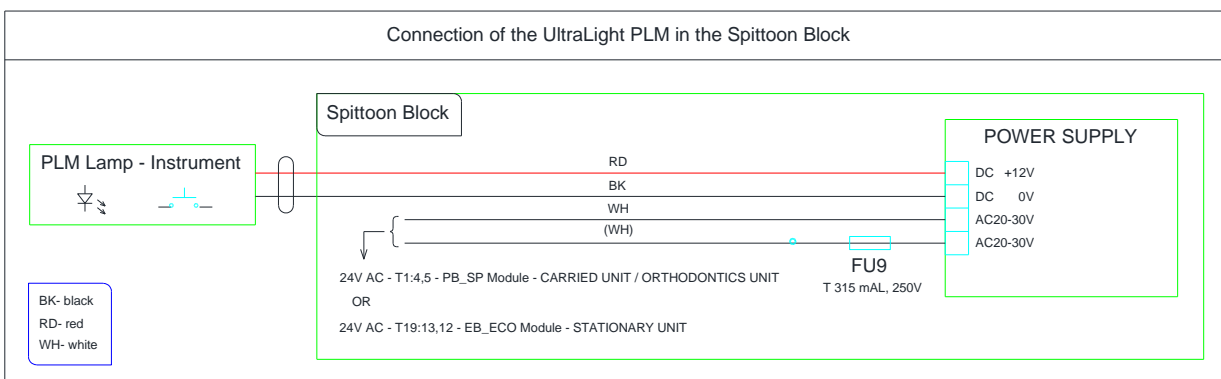 Connection of the UltraLight PLM in the Spittoon Block
Spittoon Block
PLM Lamp - Instrument
POWER SUPPLY
RD
DC +12V
BK
DC 0V
WH
AC20-30V
(WH)
AC20-30V
FU9
T 315 mAL, 250V
24V AC - T1:4,5 - PB_SP Module - CARRIED UNIT / ORTHODONTICS UNIT
OR
24V AC - T19:13,12 - EB_ECO Module - STATIONARY UNIT
BK- black
RD- red
WH- white